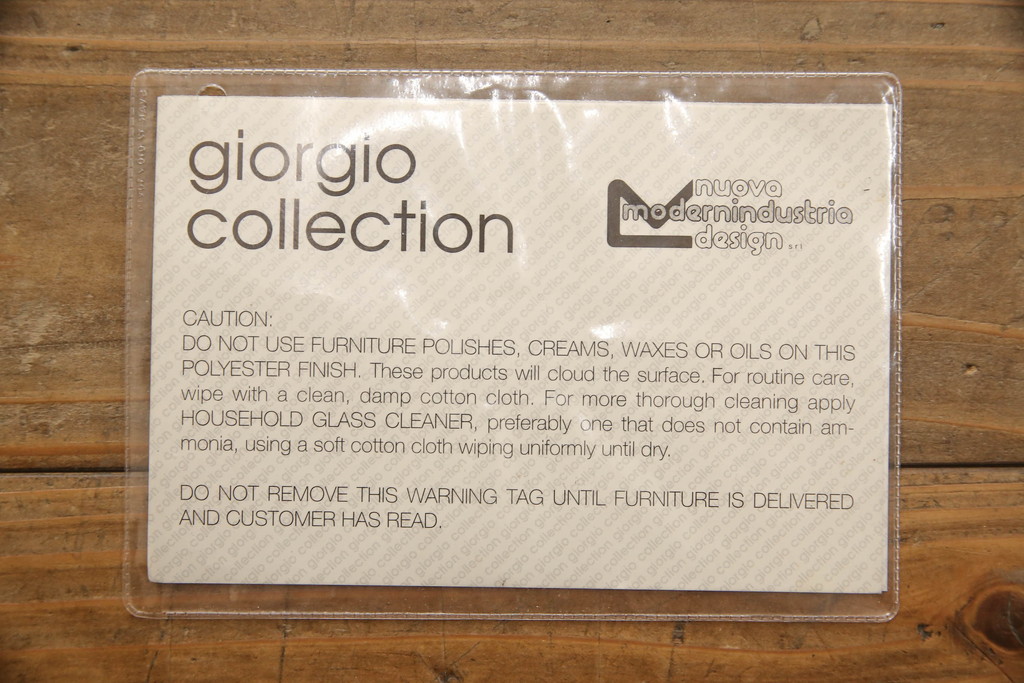 giorgio
collection
nuova
modernindustria
design srl
CAUTION:
DO NOT USE FURNITURE POLISHES, CREAMS, WAXES OR OILS ON THIS
POLYESTER FINISH. These products will cloud the surface. For routine care,
wipe with a clean, damp cotton cloth. For more thorough cleaning apply
HOUSEHOLD GLASS CLEANER, preferably one that does not contain am-
monia, using a soft cotton cloth wiping uniformly until dry.
DO NOT REMOVE THIS WARNING TAG UNTIL FURNITURE IS DELIVERED
AND CUSTOMER HAS READ.